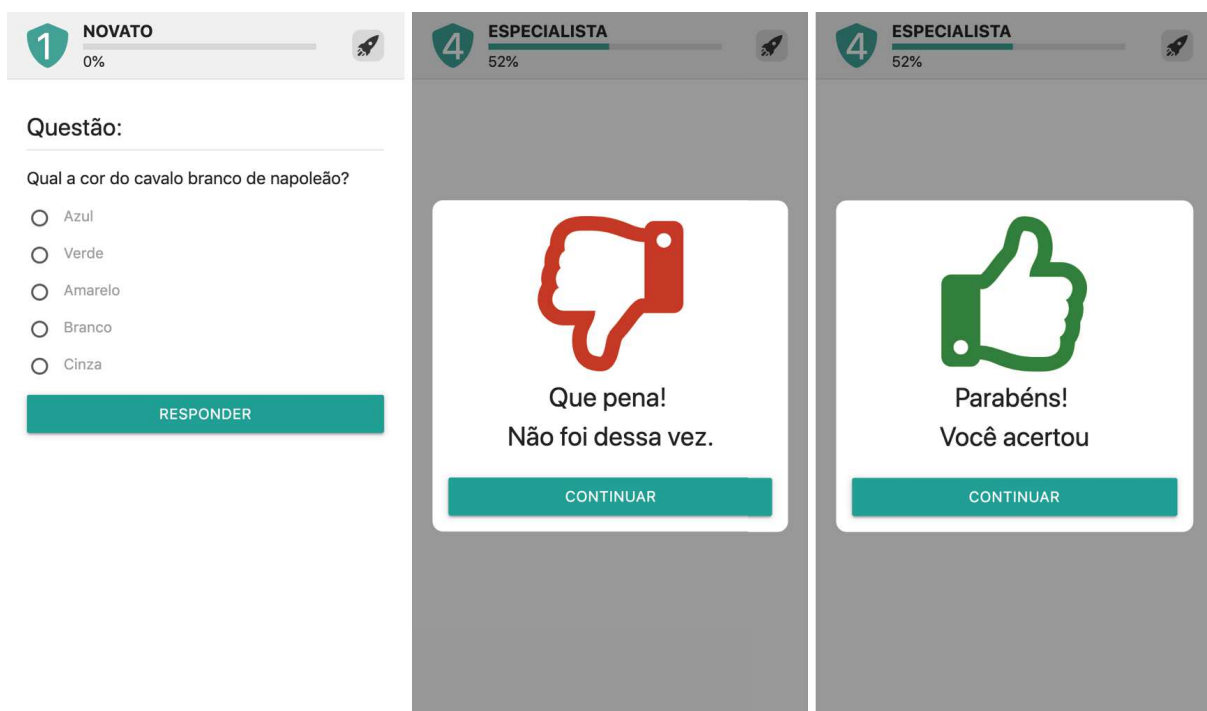 1
NOVATO
0%
Questão:
Qual a cor do cavalo branco de napoleão?
Azul
Verde
Amarelo
Branco
Cinza
RESPONDER
4
ESPECIALISTA
52%
Que pena!
Não foi dessa vez.
CONTINUAR
4
ESPECIALISTA
52%
Parabéns!
Você acertou
CONTINUAR